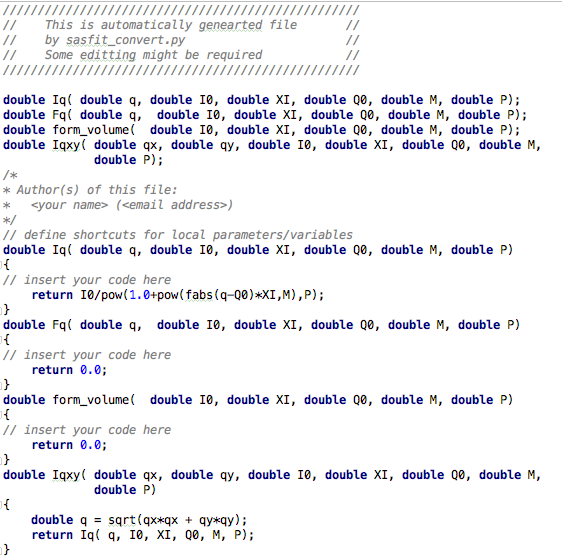 ///////////////////////////////////////////////////
//    This is automatically genearted file       //
//    by sasfit_convert.py                       //
//    Some editting might be required            //
///////////////////////////////////////////////////
double Iq( double q, double I0, double XI, double Q0, double M, double P);
double Fq( double q,  double I0, double XI, double Q0, double M, double P);
double form_volume(  double I0, double XI, double Q0, double M, double P);
double Iqxy( double qx, double qy, double I0, double XI, double Q0, double M,
             double P);
/*
* Author(s) of this file:
*   <your name> (<email address>)
*/
// define shortcuts for local parameters/variables
double Iq( double q, double I0, double XI, double Q0, double M, double P)
{
// insert your code here
    return I0/pow(1.0+pow(fabs(q-Q0)*XI,M),P);
}
double Fq( double q,  double I0, double XI, double Q0, double M, double P)
{
// insert your code here
    return 0.0;
}
double form_volume(  double I0, double XI, double Q0, double M, double P)
{
// insert your code here
    return 0.0;
}
double Iqxy( double qx, double qy, double I0, double XI, double Q0, double M,
             double P)
{
    double q = sqrt(qx*qx + qy*qy);
    return Iq( q, I0, XI, Q0, M, P);
}